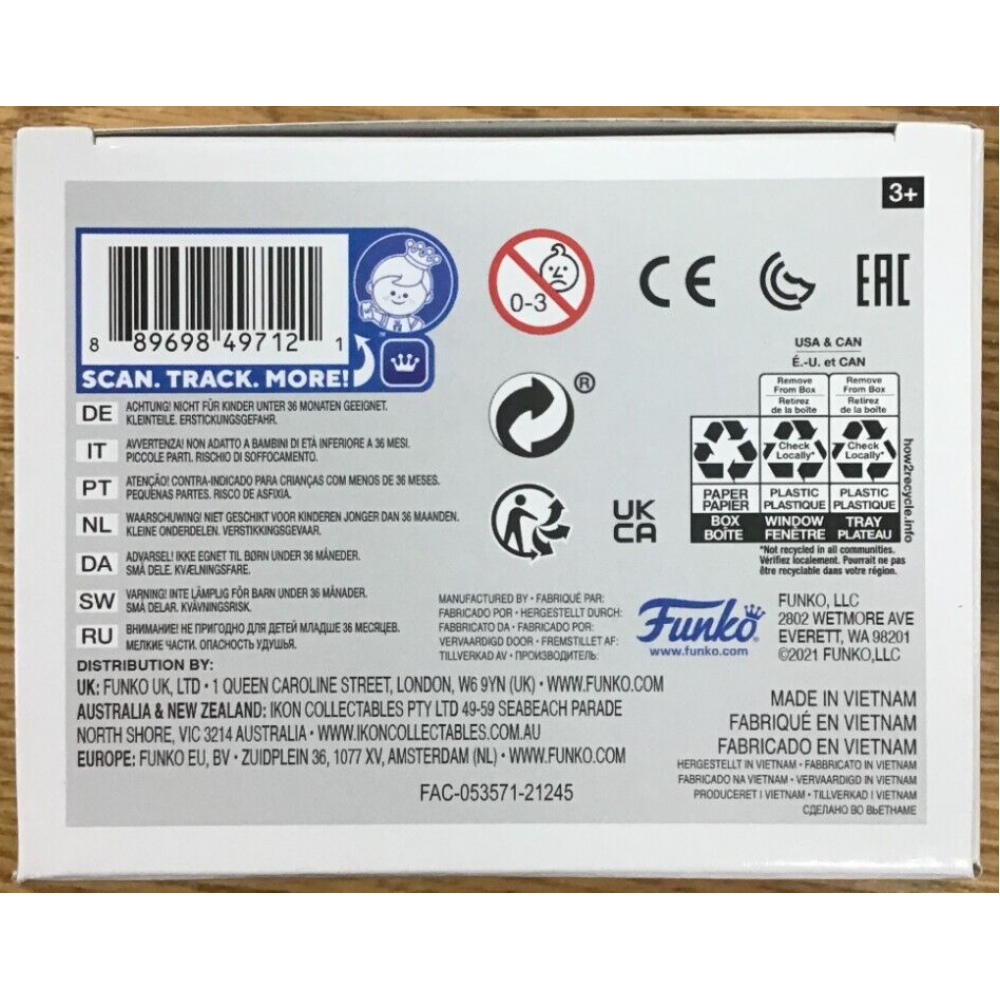 3+
8 89698 49712 1
SCAN. TRACK. MORE!
™
0-3
CE
EAC
®
UK
CA
USA & CAN
É.-U. et CAN
Remove From Box
Retirez de la boîte
Remove From Box
Retirez de la boîte
Check Locally*
Check Locally*
PAPER
PAPIER
PLASTIC
PLASTIQUE
PLASTIC
PLASTIQUE
BOX
BOÎTE
WINDOW
FENÊTRE
TRAY
PLATEAU
how2recycle.info
*Not recycled in all communities.
Vérifiez localement. Pourrait ne pas
être recyclable dans votre région.
DE ACHTUNG! NICHT FÜR KINDER UNTER 36 MONATEN GEEIGNET.
KLEINTEILE. ERSTICKUNGSGEFAHR.
IT AVVERTENZA! NON ADATTO A BAMBINI DI ETÀ INFERIORE A 36 MESI.
PICCOLE PARTI. RISCHIO DI SOFFOCAMENTO.
PT ATENÇÃO! CONTRA-INDICADO PARA CRIANÇAS COM MENOS DE 36 MESES.
PEQUENAS PARTES. RISCO DE ASFIXIA.
NL WAARSCHUWING! NIET GESCHIKT VOOR KINDEREN JONGER DAN 36 MAANDEN.
KLEINE ONDERDELEN. VERSTIKKINGSGEVAAR.
DA ADVARSEL! IKKE EGNET TIL BØRN UNDER 36 MÅNEDER.
SMÅ DELE. KVÆLNINGSFARE.
SW VARNING! INTE LÄMPLIG FÖR BARN UNDER 36 MÅNADER.
SMÅ DELAR. KVÄVNINGSRISK.
RU ВНИМАНИЕ! НЕ ПРИГОДНО ДЛЯ ДЕТЕЙ МЛАДШЕ 36 МЕСЯЦЕВ.
МЕЛКИЕ ЧАСТИ. ОПАСНОСТЬ УДУШЬЯ.
MANUFACTURED BY • FABRIQUÉ PAR:
FABRICADO POR • HERGESTELLT DURCH:
FABBRICATO DA • FABRICADO POR:
VERVAARDIGD DOOR • FREMSTILLET AF:
TILLVERKAD AV • ПРОИЗВОДИТЕЛЬ:
Funko
www.funko.com
FUNKO, LLC
2802 WETMORE AVE
EVERETT, WA 98201
©2021 FUNKO,LLC
DISTRIBUTION BY:
UK: FUNKO UK, LTD • 1 QUEEN CAROLINE STREET, LONDON, W6 9YN (UK) • WWW.FUNKO.COM
AUSTRALIA & NEW ZEALAND: IKON COLLECTABLES PTY LTD 49-59 SEABEACH PARADE
NORTH SHORE, VIC 3214 AUSTRALIA • WWW.IKONCOLLECTABLES.COM.AU
EUROPE: FUNKO EU, BV • ZUIDPLEIN 36, 1077 XV, AMSTERDAM (NL) • WWW.FUNKO.COM
FAC-053571-21245
MADE IN VIETNAM
FABRIQUÉ EN VIETNAM
FABRICADO EN VIETNAM
HERGESTELLT IN VIETNAM • FABBRICATO IN VIETNAM
FABRICADO NA VIETNAM • VERVAARDIGD IN VIETNAM
PRODUCERET I VIETNAM • TILLVERKAD I VIETNAM
СДЕЛАНО ВО ВЬЕТНАМЕ